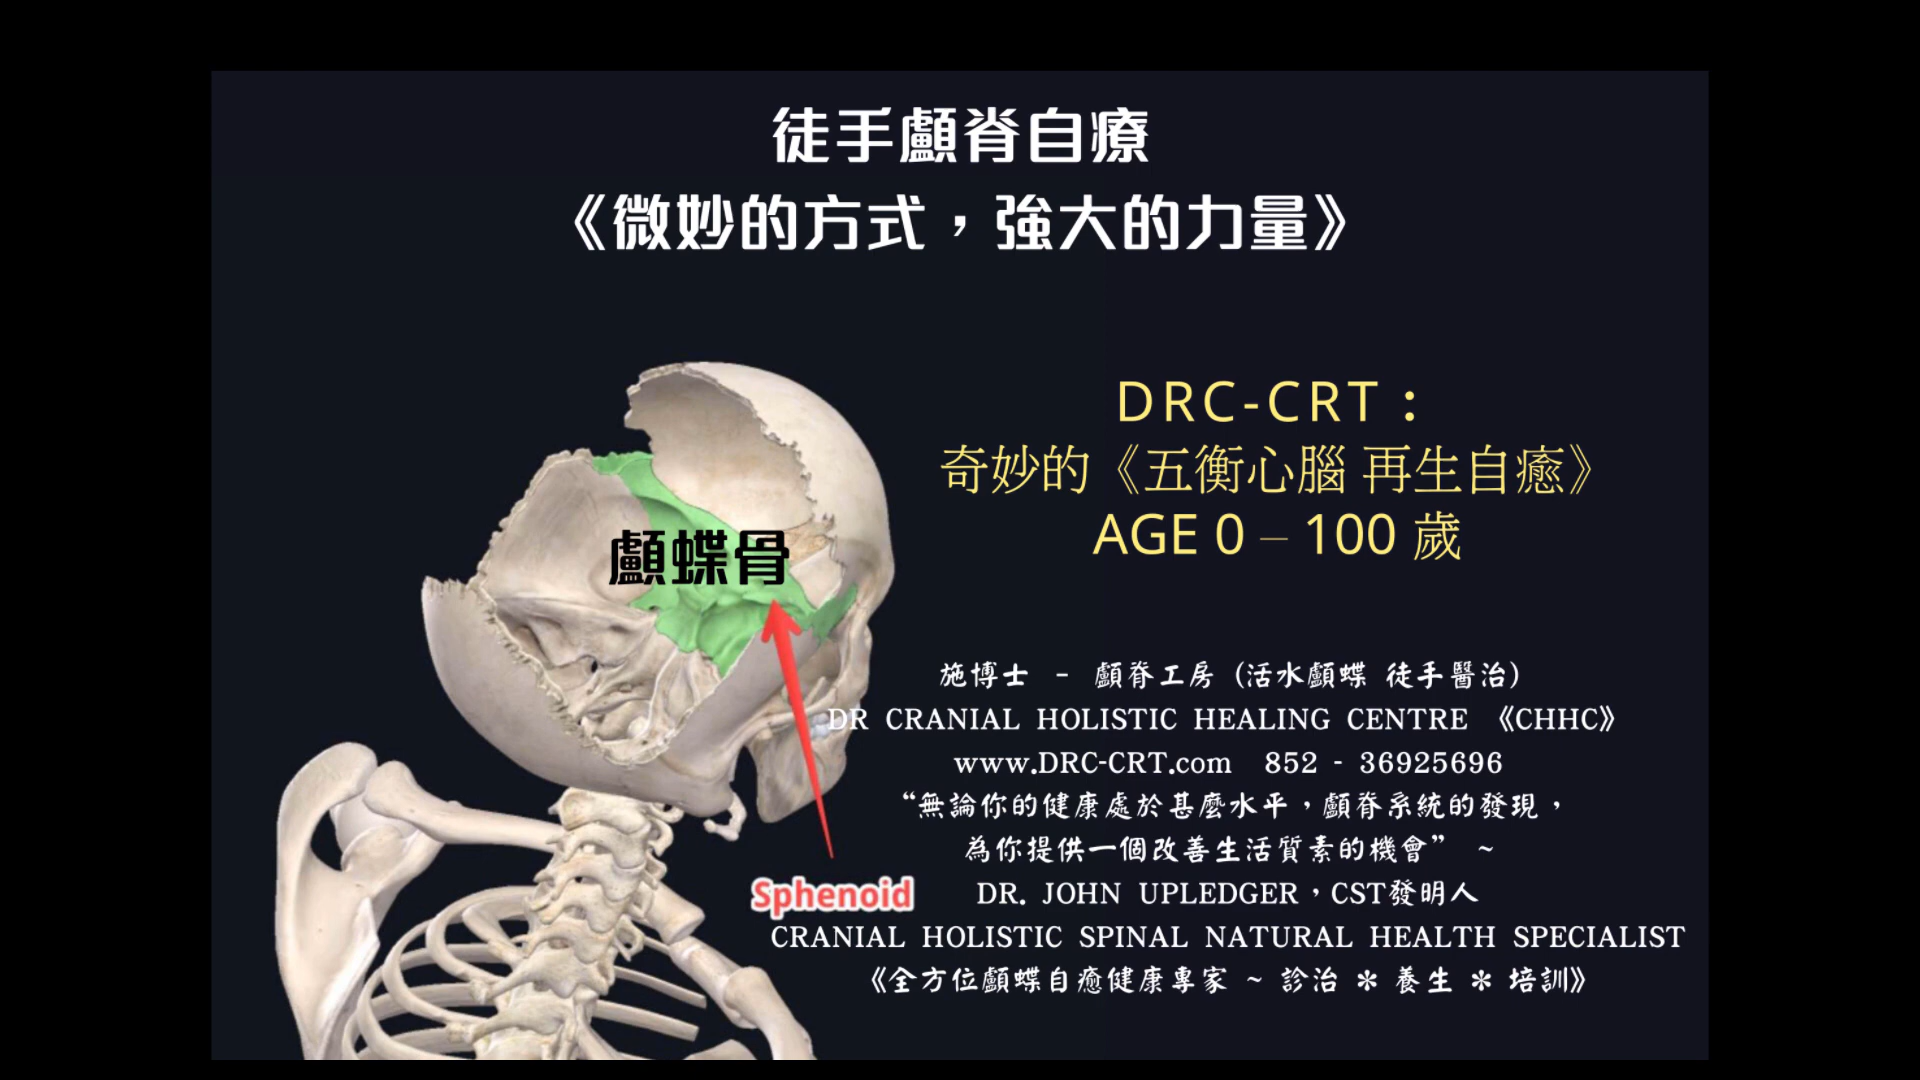 徒手顱脊自療
《微妙的方式，強大的力量》
DRC-CRT：
奇妙的《五衡心腦 再生自癒》
AGE 0 – 100 歲
顱蝶骨
施博士 - 顱脊工房 (活水顱蝶 徒手醫治)
DR CRANIAL HOLISTIC HEALING CENTRE 《CHHC》
www.DRC-CRT.com 852 - 36925696
“無論你的健康處於甚麼水平，顱脊系統的發現，
為你提供一個改善生活質素的機會” ~
Sphenoid
DR. JOHN UPLEDGER，CST發明人
CRANIAL HOLISTIC SPINAL NATURAL HEALTH SPECIALIST
《全方位顱蝶自癒健康專家 ~ 診治 * 養生 * 培訓》